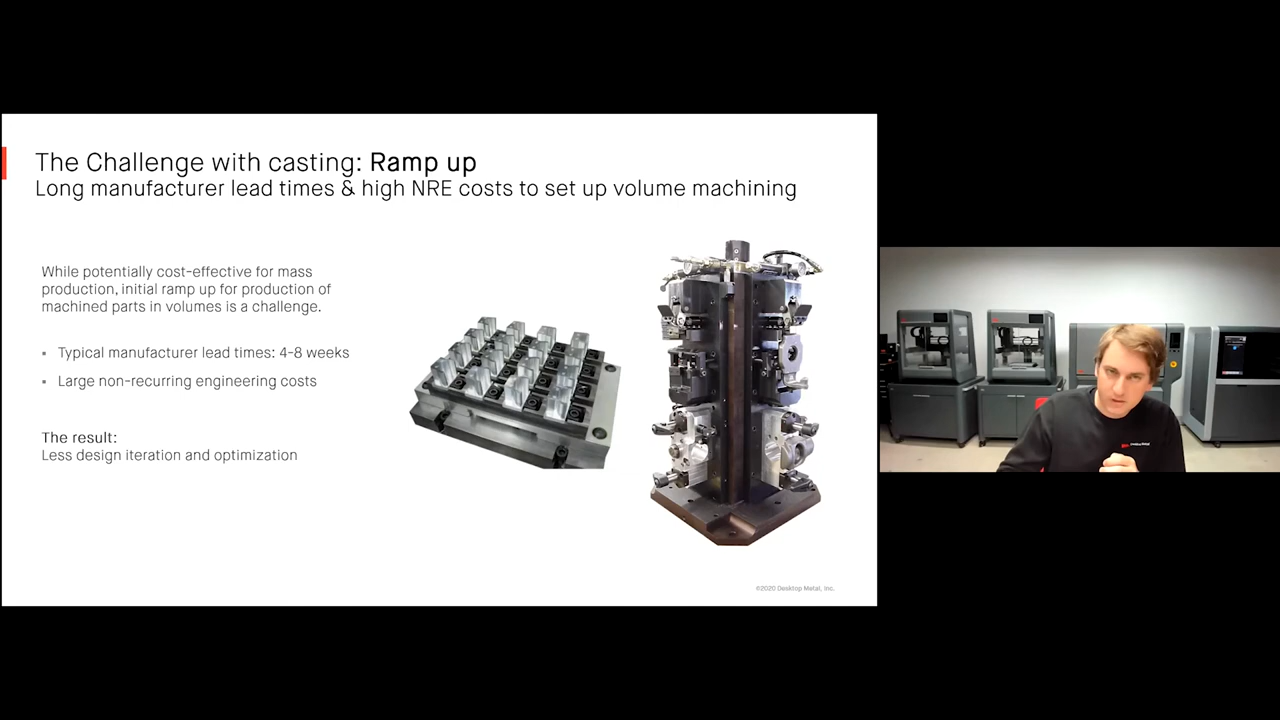 The Challenge with casting: Ramp up
Long manufacturer lead times & high NRE costs to set up volume machining
While potentially cost-effective for mass
production, initial ramp up for production of
machined parts in volumes is a challenge.
▪ Typical manufacturer lead times: 4-8 weeks
▪ Large non-recurring engineering costs
The result:
Less design iteration and optimization
©2020 Desktop Metal, Inc.